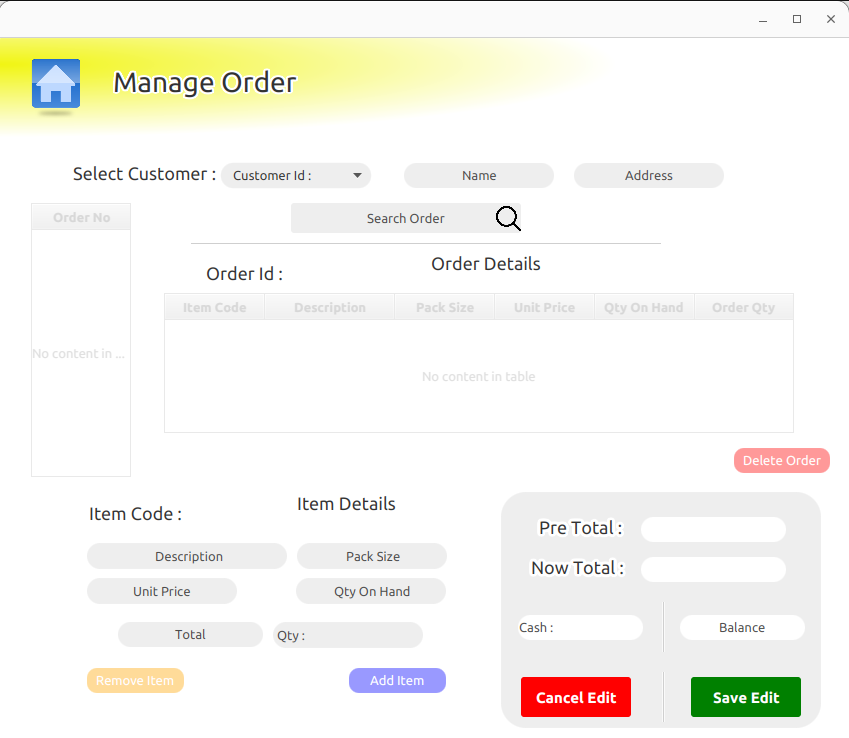 Manage Order
Select Customer : Customer Id : Name Address
Order No
Search Order
Order Id :
Order Details
Item Code Description Pack Size Unit Price Qty On Hand Order Qty
No content in ...
No content in table
Delete Order
Item Code :
Item Details
Description Pack Size
Unit Price Qty On Hand
Total Qty :
Remove Item Add Item
Pre Total :
Now Total :
Cash : Balance
Cancel Edit Save Edit